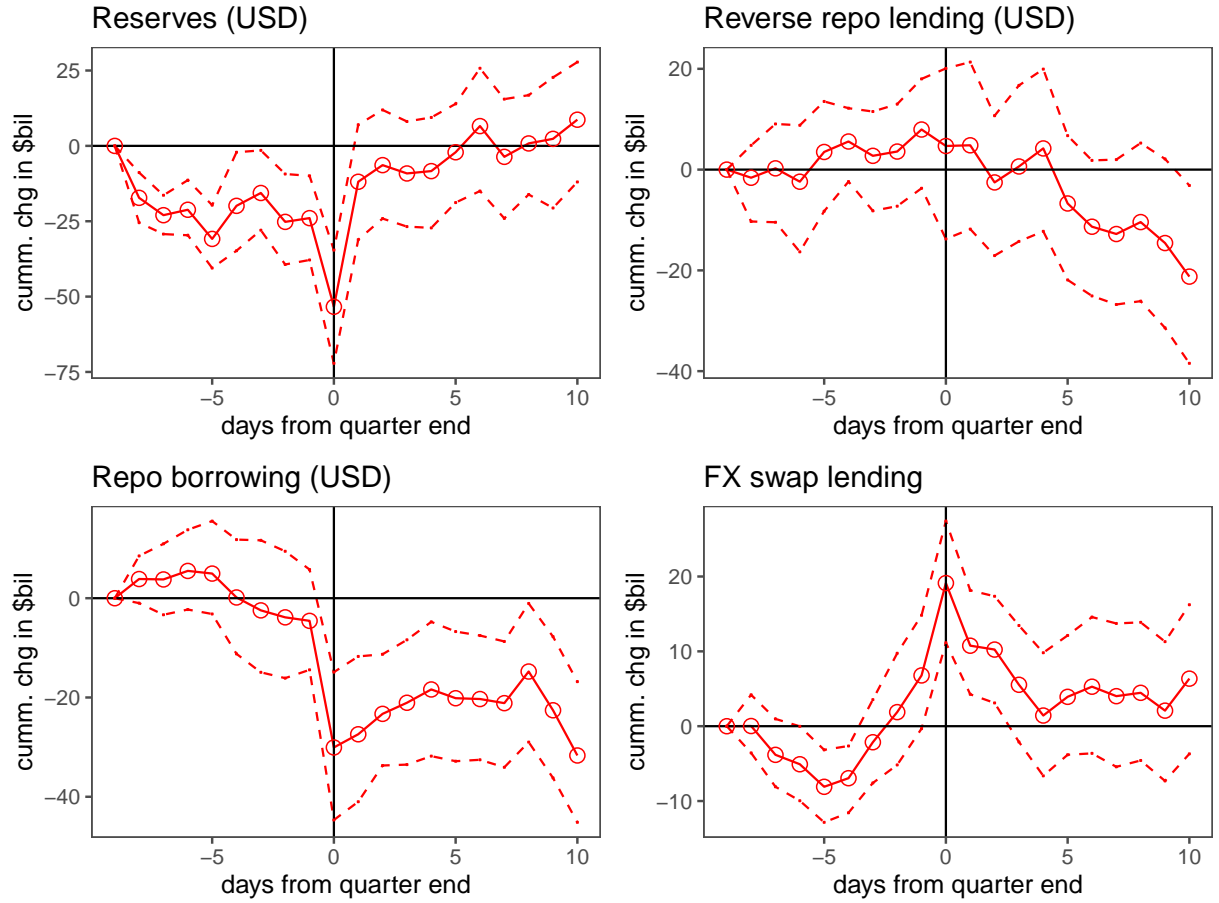 Reserves (USD)
cumm. chg in $bil
25
0
−25
−50
−75
−5
0
5
10
days from quarter end
Reverse repo lending (USD)
cumm. chg in $bil
20
0
−20
−40
−5
0
5
10
days from quarter end
Repo borrowing (USD)
cumm. chg in $bil
0
−20
−40
−5
0
5
10
days from quarter end
FX swap lending
cumm. chg in $bil
20
10
0
−10
−5
0
5
10
days from quarter end